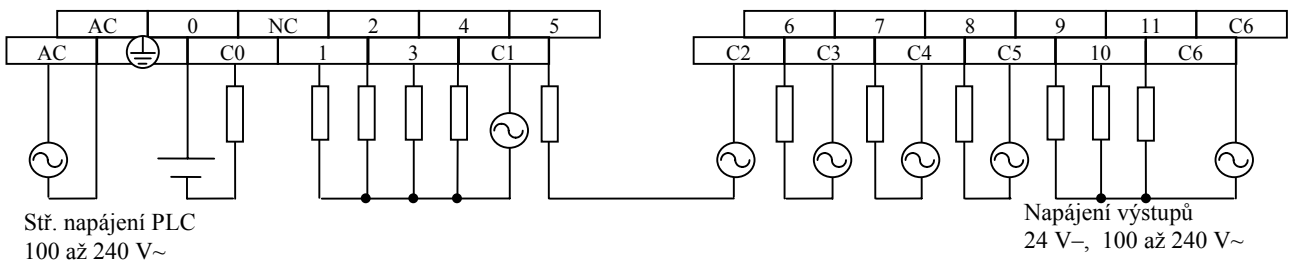 AC 0 NC 2 4 5 6 7 8 9 11 C6
AC C0 1 3 C1 C2 C3 C4 C5 10 C6
Stř. napájení PLC
100 až 240 V~
Napájení výstupů
24 V–, 100 až 240 V~